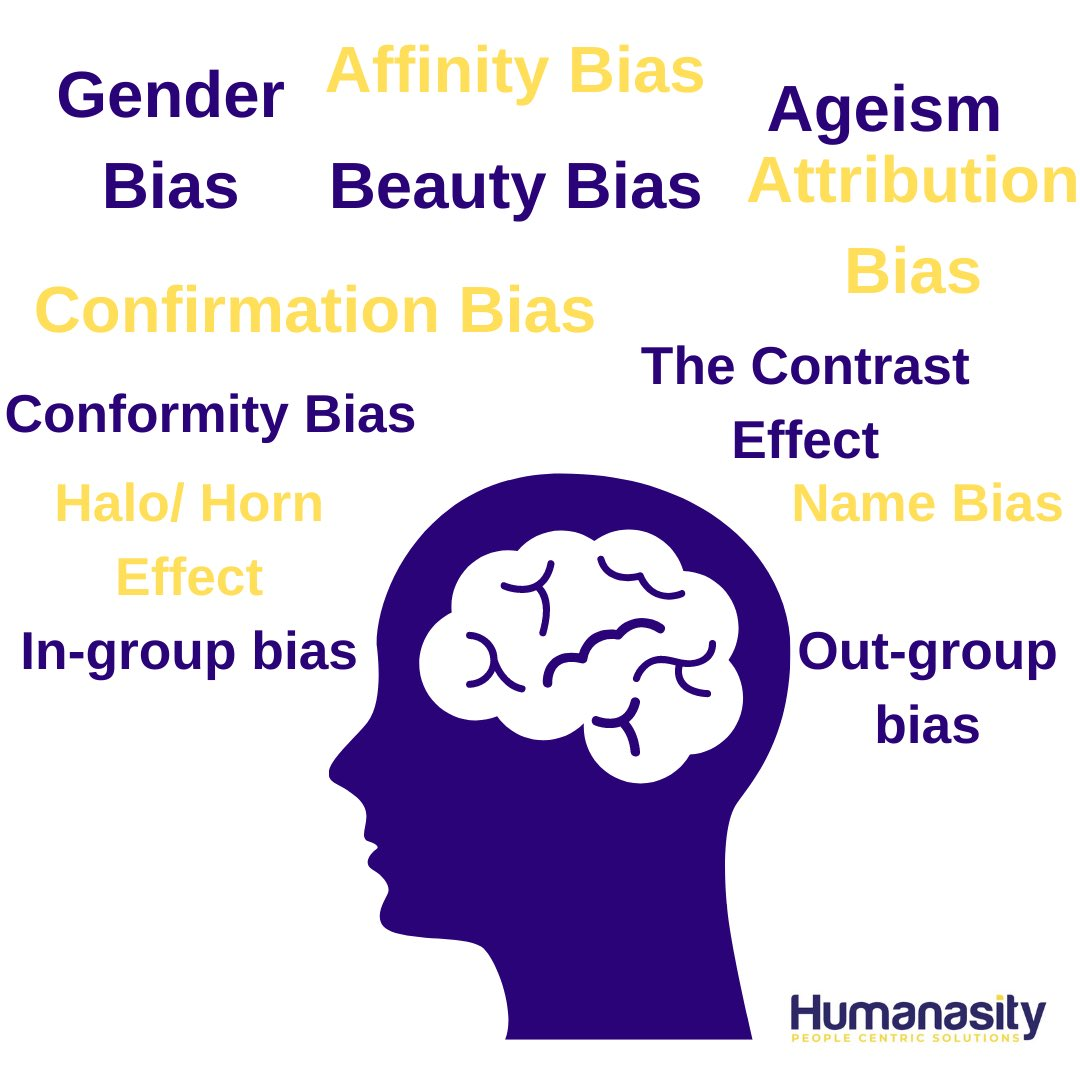 Gender
Bias
Affinity Bias
Beauty Bias
Ageism
Attribution
Bias
Confirmation Bias
The Contrast
Effect
Conformity Bias
Halo/ Horn
Effect
Name Bias
In-group bias
Out-group
bias
Humanasity
PEOPLE CENTRIC SOLUTIONS